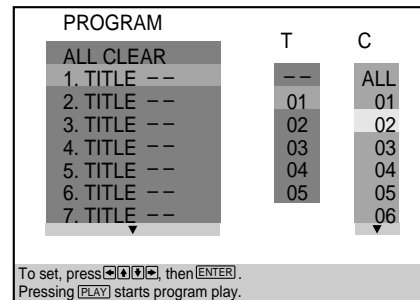 PROGRAM
T C
ALL CLEAR
1. TITLE – – – – ALL
2. TITLE – – 01 01
3. TITLE – – 02 02
4. TITLE – – 03 03
5. TITLE – – 04 04
6. TITLE – – 05 05
7. TITLE – – 06
To set, press , then ENTER .
Pressing PLAY starts program play.